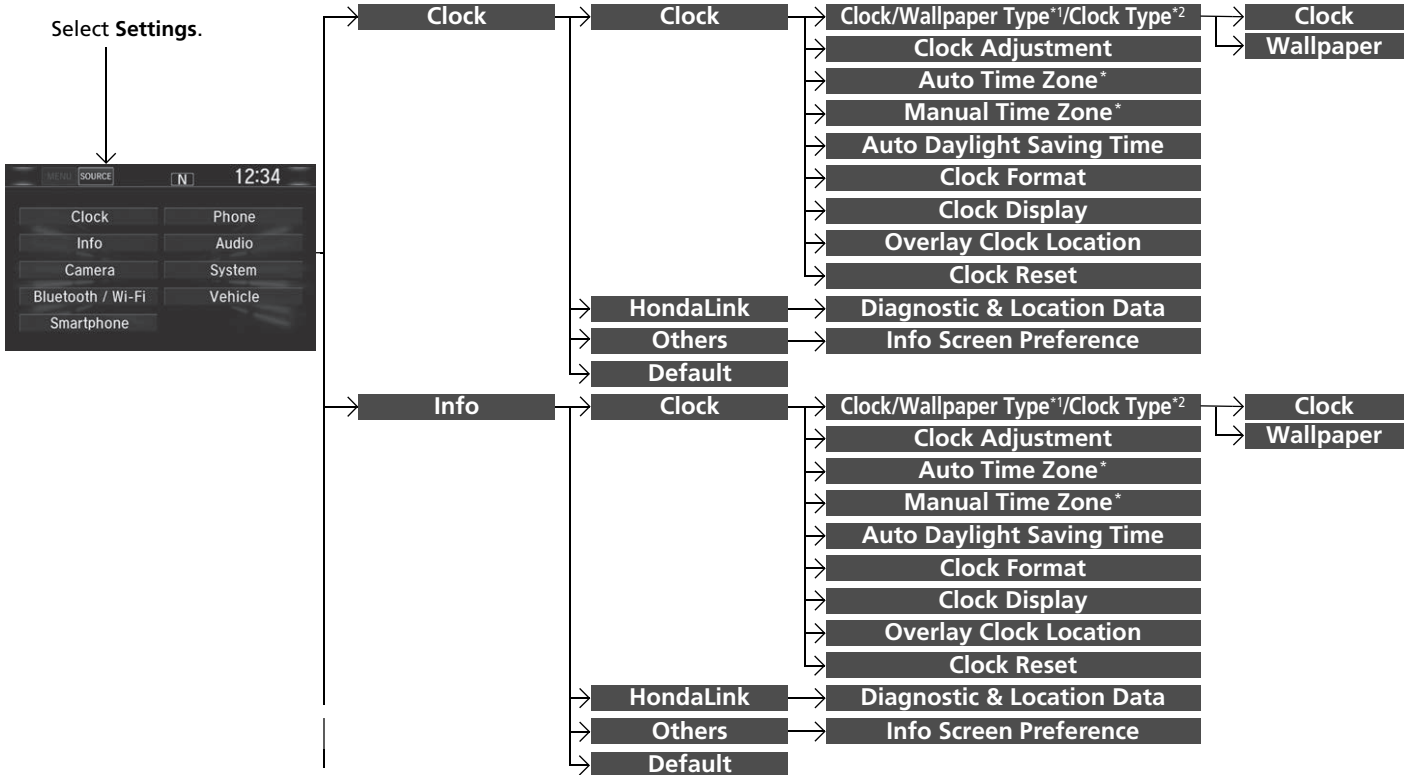 Select Settings.
MENU SOURCE N 12:34
Clock Phone
Info Audio
Camera System
Bluetooth / Wi-Fi Vehicle
Smartphone
Clock Clock Clock/Wallpaper Type*1/Clock Type*2 Clock
Wallpaper
Clock Adjustment
Auto Time Zone*
Manual Time Zone*
Auto Daylight Saving Time
Clock Format
Clock Display
Overlay Clock Location
Clock Reset
HondaLink Diagnostic & Location Data
Others Info Screen Preference
Default
Info Clock Clock/Wallpaper Type*1/Clock Type*2 Clock
Wallpaper
Clock Adjustment
Auto Time Zone*
Manual Time Zone*
Auto Daylight Saving Time
Clock Format
Clock Display
Overlay Clock Location
Clock Reset
HondaLink Diagnostic & Location Data
Others Info Screen Preference
Default